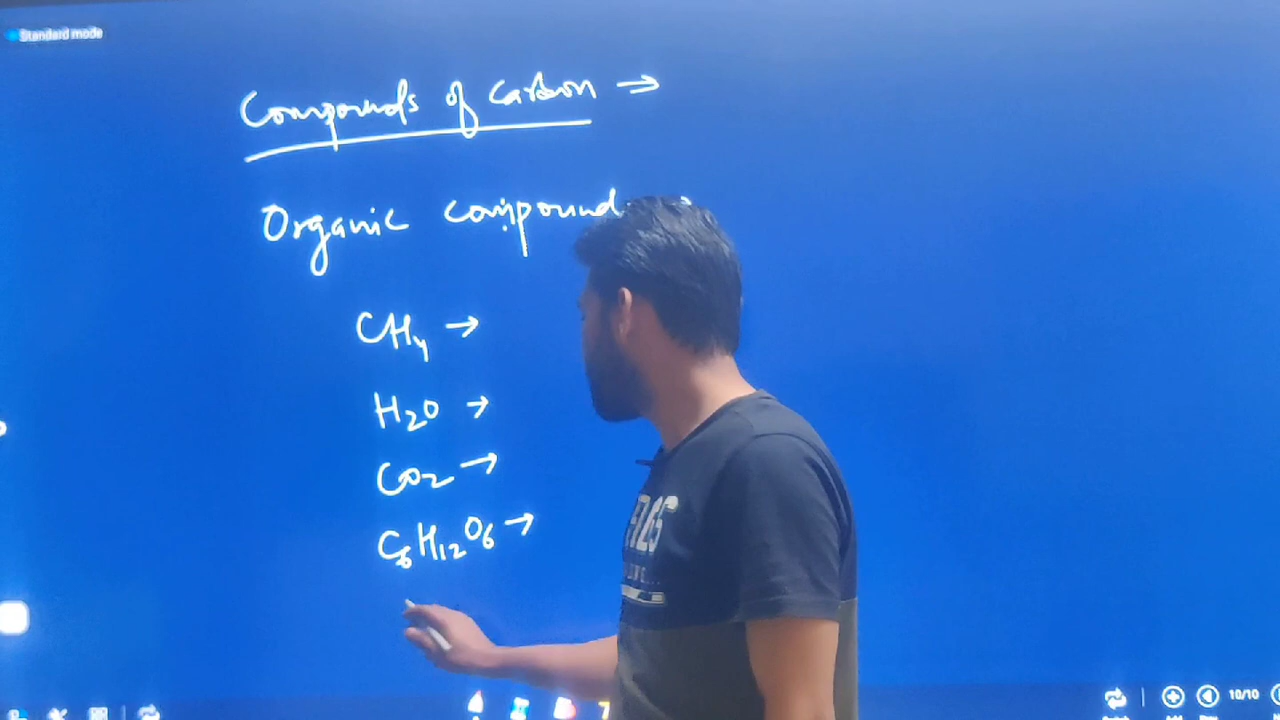 Standard mode
Compounds of Carbon →
Organic compound
CH₄ →
H₂O →
CO₂ →
C₆H₁₂O₆ →
10/10